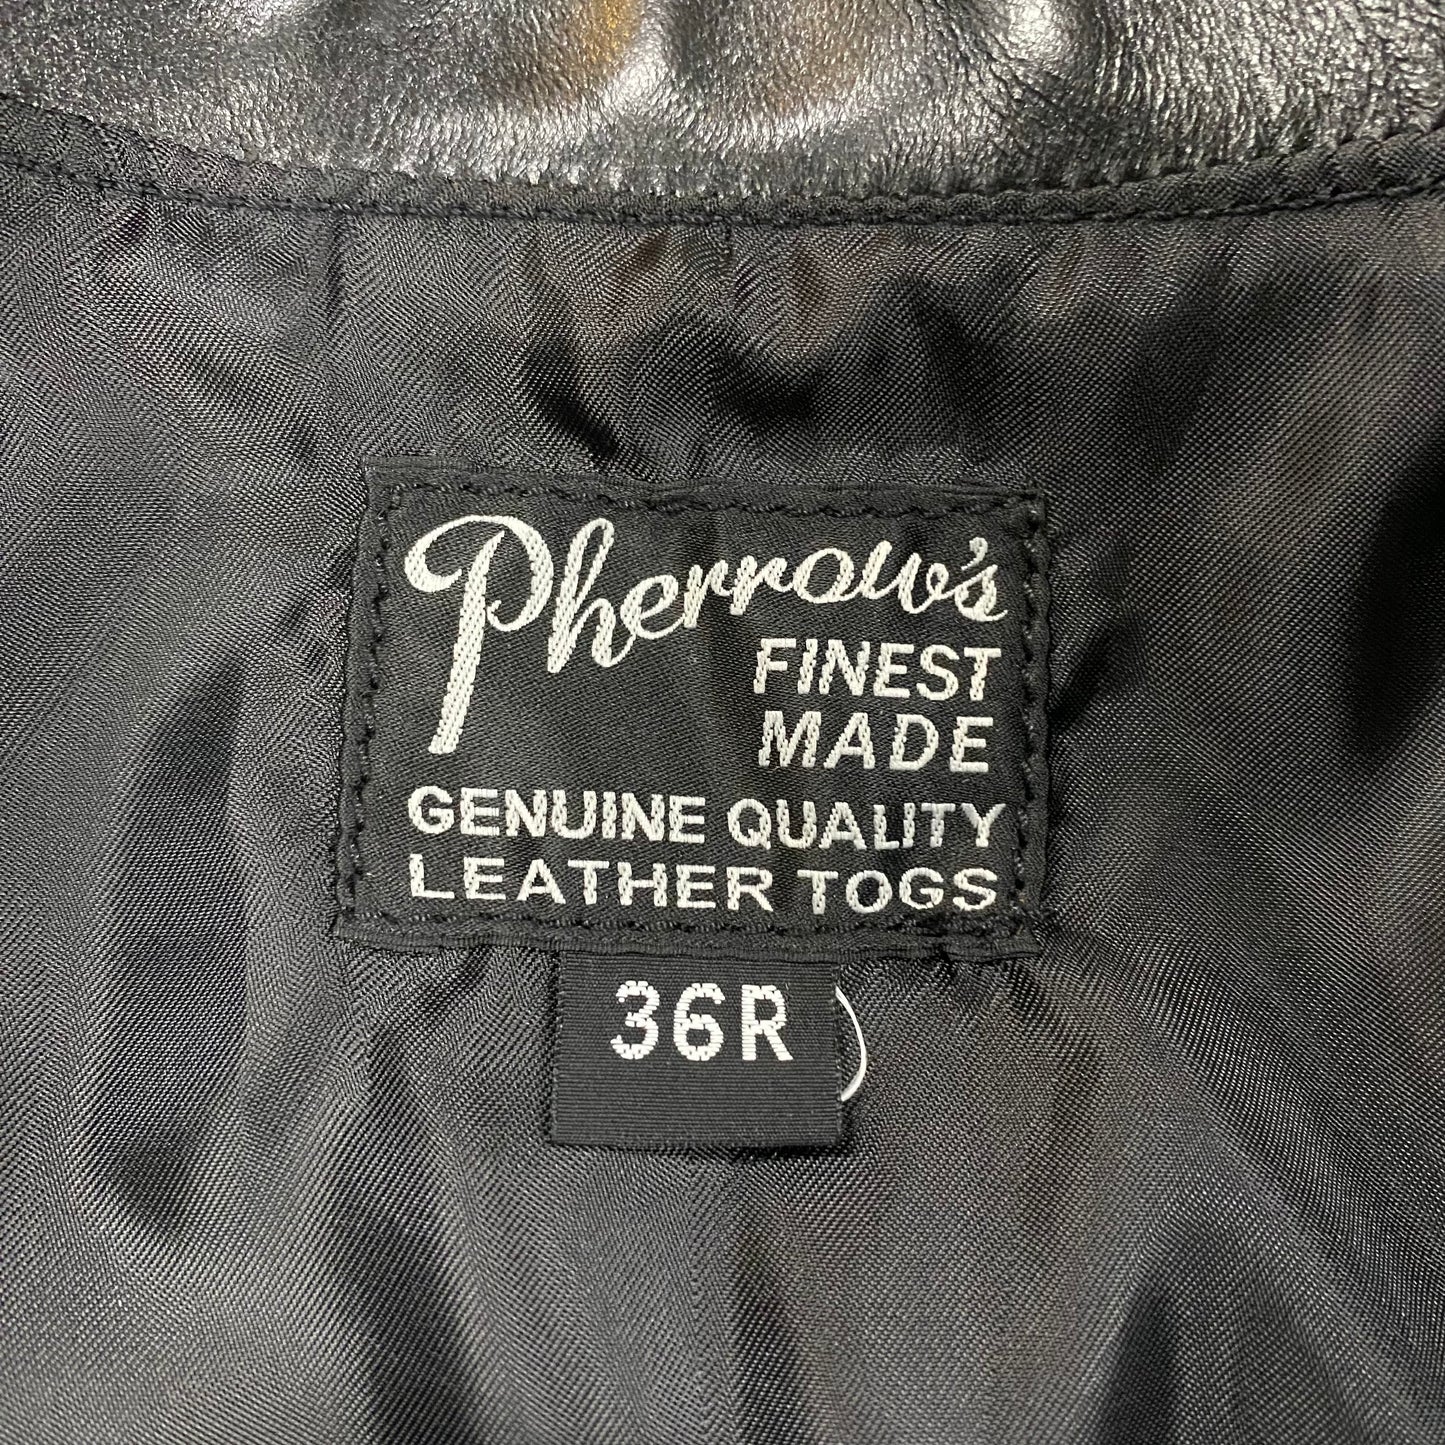 Pherrow's
FINEST
MADE
GENUINE QUALITY
LEATHER TOGS
36R